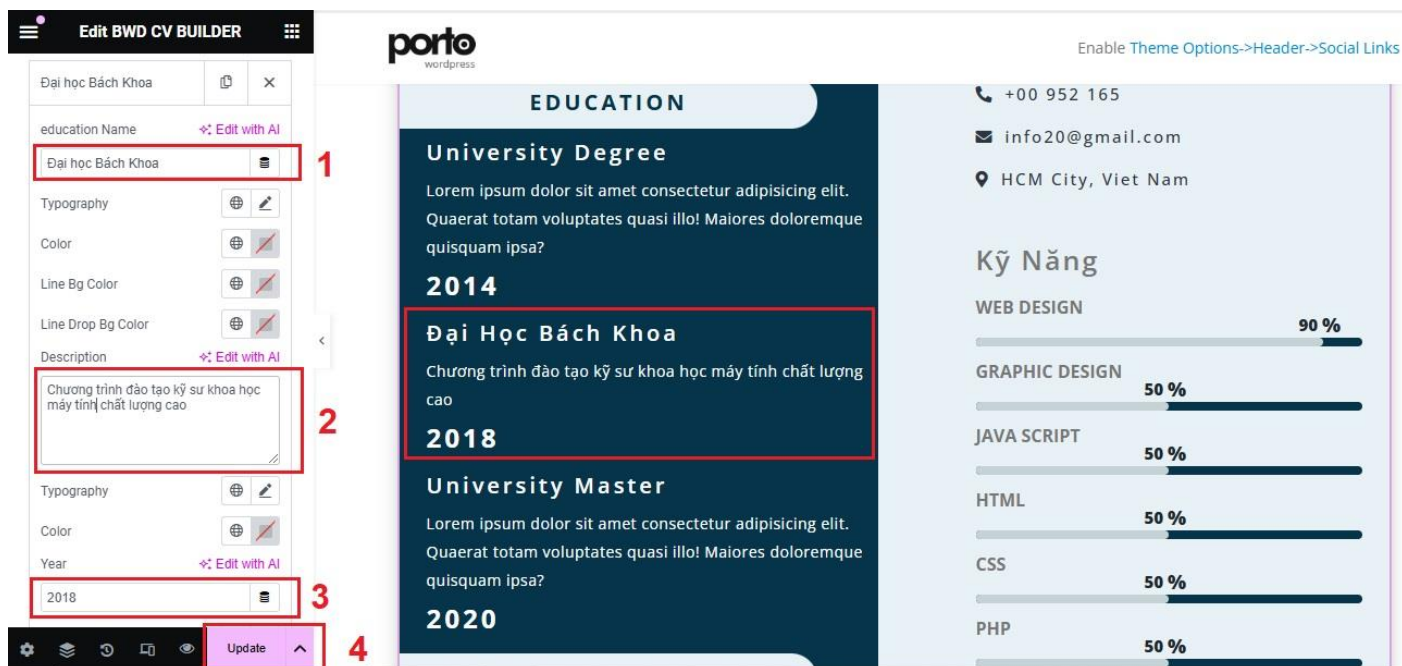 Edit BWD CV BUILDER
Đại học Bách Khoa
education Name
Edit with AI
Đại học Bách Khoa
1
Typography
Color
Line Bg Color
Line Drop Bg Color
Description
Edit with AI
Chương trình đào tạo kỹ sư khoa học
máy tính chất lượng cao
2
Typography
Color
Year
Edit with AI
2018
3
Update
4
porto
wordpress
Enable Theme Options->Header->Social Links
EDUCATION
University Degree
Lorem ipsum dolor sit amet consectetur adipisicing elit.
Quaerat totam voluptates quasi illo! Maiores doloremque
quisquam ipsa?
2014
Đại Học Bách Khoa
Chương trình đào tạo kỹ sư khoa học máy tính chất lượng
cao
2018
University Master
Lorem ipsum dolor sit amet consectetur adipisicing elit.
Quaerat totam voluptates quasi illo! Maiores doloremque
quisquam ipsa?
2020
+00 952 165
info20@gmail.com
HCM City, Viet Nam
Kỹ Năng
WEB DESIGN
90 %
GRAPHIC DESIGN
50 %
JAVA SCRIPT
50 %
HTML
50 %
CSS
50 %
PHP
50 %